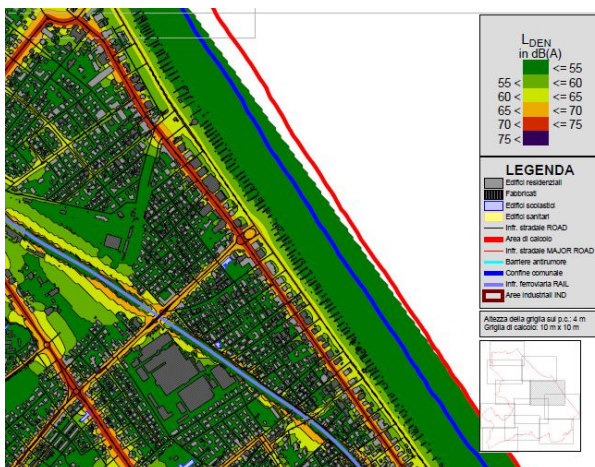 LDEN
in dB(A)
<= 55
55 < <= 60
60 < <= 65
65 < <= 70
70 < <= 75
75 <
LEGENDA
Edifici residenziali
Fabbricati
Edifici scolastici
Edifici sanitari
Infr. stradale ROAD
Area di calcolo
Infr. stradale MAJOR ROAD
Barriere antirumore
Confine comunale
Infr. ferroviaria RAIL
Aree industriali IND
Altezza della griglia sul p.c.: 4 m
Griglia di calcolo: 10 m x 10 m